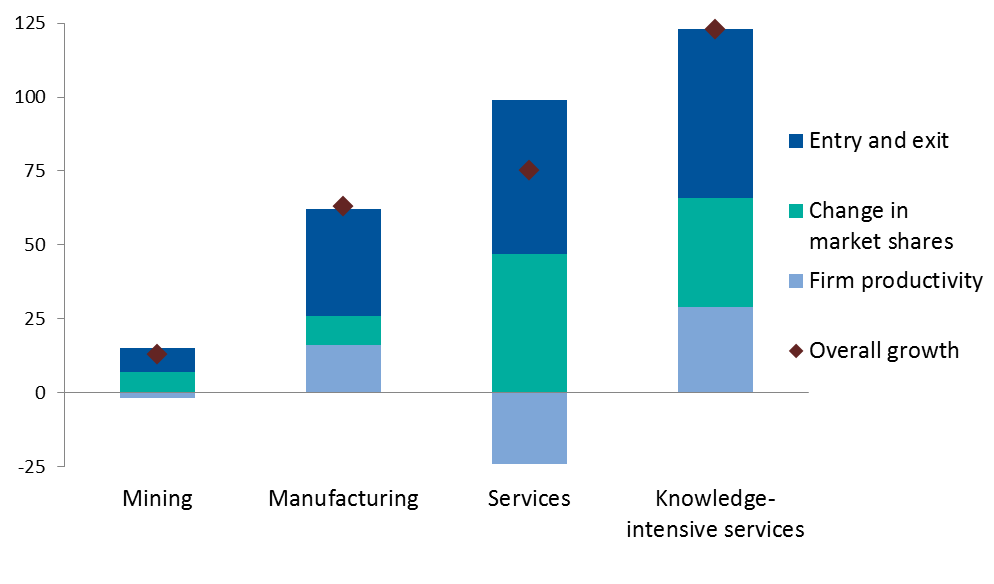 125
100
75
50
25
0
-25
Mining
Manufacturing
Services
Knowledge-
intensive services
Entry and exit
Change in
market shares
Firm productivity
Overall growth